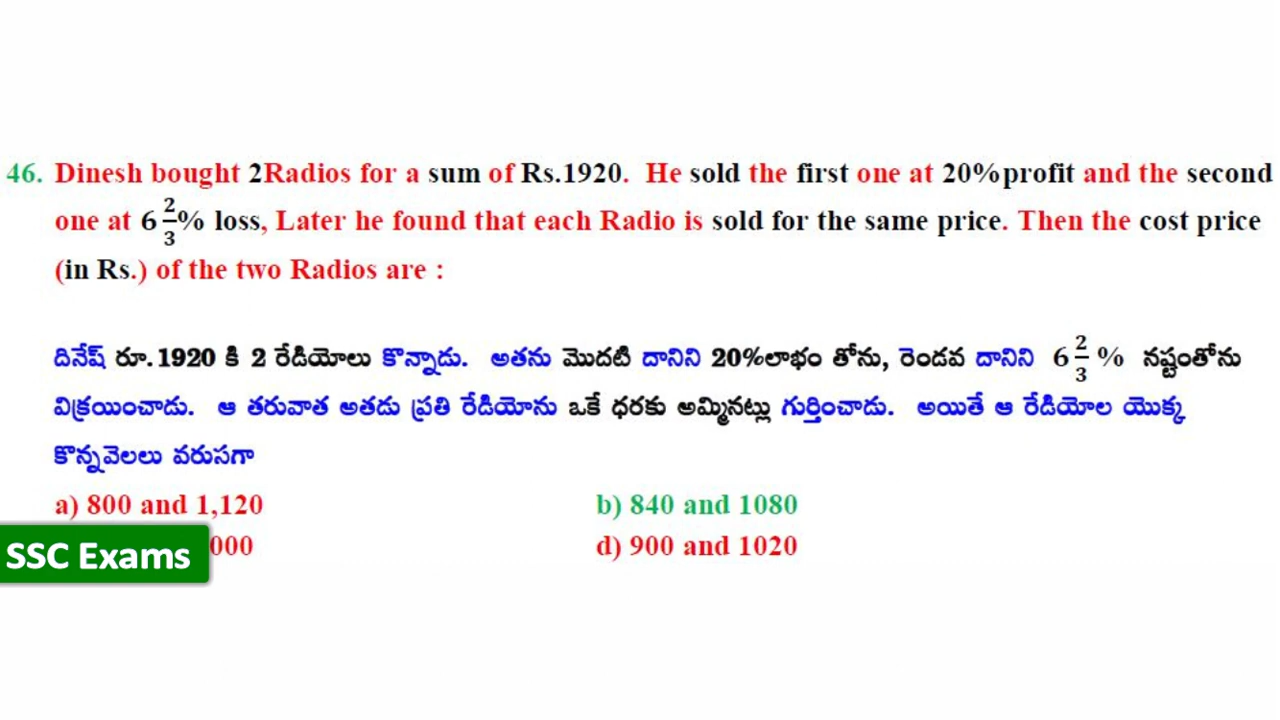 46. Dinesh bought 2Radios for a sum of Rs.1920. He sold the first one at 20%profit and the second
one at 6 2/3% loss, Later he found that each Radio is sold for the same price. Then the cost price
(in Rs.) of the two Radios are :
దినేష్ రూ.1920 కి 2 రేడియోలు కొన్నాడు. అతను మొదటి దానిని 20%లాభం తోను, రెండవ దానిని 6 2/3 % నష్టంతోను
విక్రయించాడు. ఆ తరువాత అతడు ప్రతి రేడియోను ఒకే ధరకు అమ్మినట్లు గుర్తించాడు. అయితే ఆ రేడియోల యొక్క
కొన్నవెలలు వరుసగా
a) 800 and 1,120 b) 840 and 1080
000 d) 900 and 1020
SSC Exams